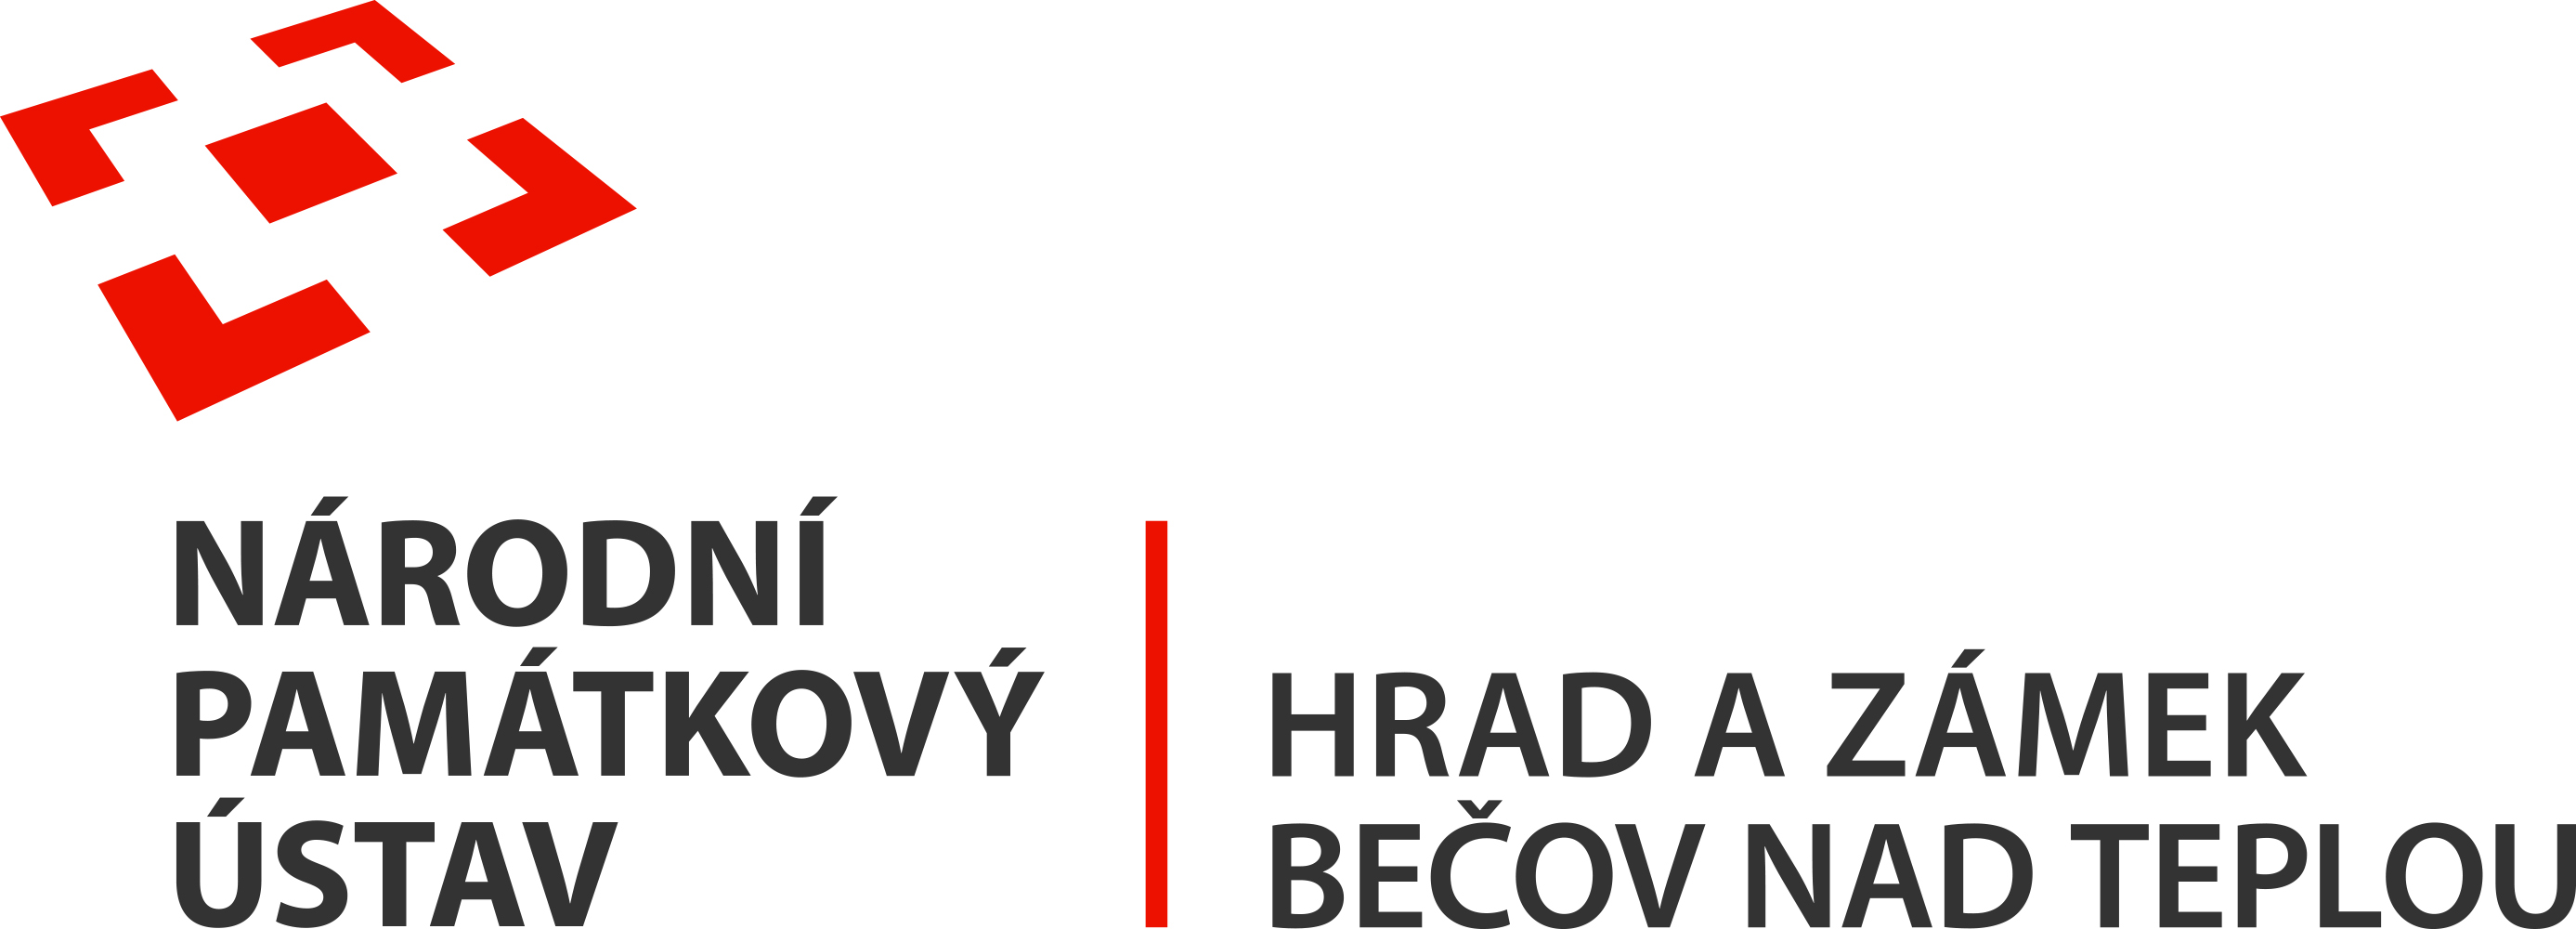 NÁRODNÍ
PAMÁTKOVÝ
ÚSTAV
HRAD A ZÁMEK
BEČOV NAD TEPLOU